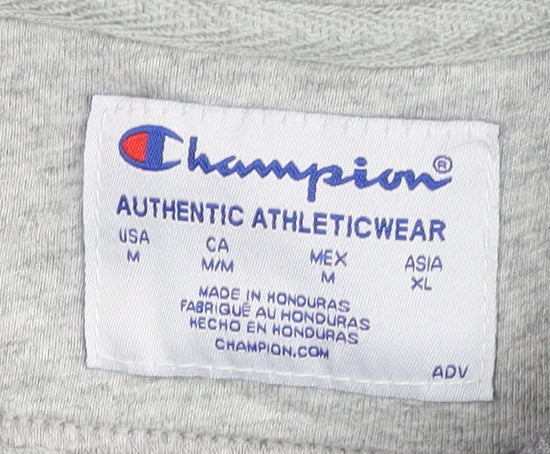 Champion®
AUTHENTIC ATHLETICWEAR
USA CA MEX ASIA
M M/M M XL
MADE IN HONDURAS
FABRIQUÉ AU HONDURAS
HECHO EN HONDURAS
CHAMPION.COM
ADV